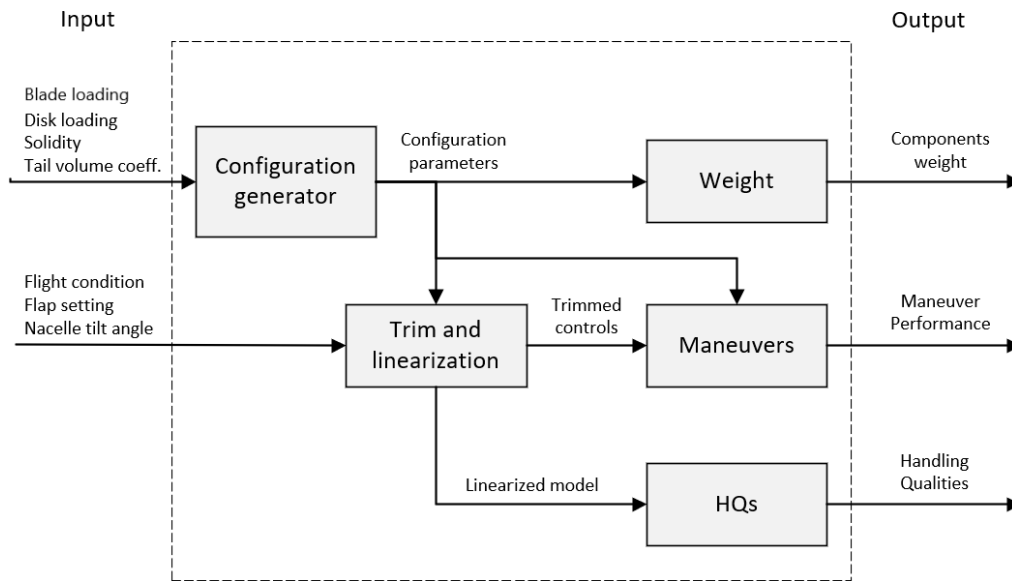 Input
Output
Blade loading
Disk loading
Solidity
Tail volume coeff.
Configuration
generator
Configuration
parameters
Weight
Components
weight
Flight condition
Flap setting
Nacelle tilt angle
Trim and
linearization
Trimmed
controls
Maneuvers
Maneuver
Performance
Linearized model
HQs
Handling
Qualities